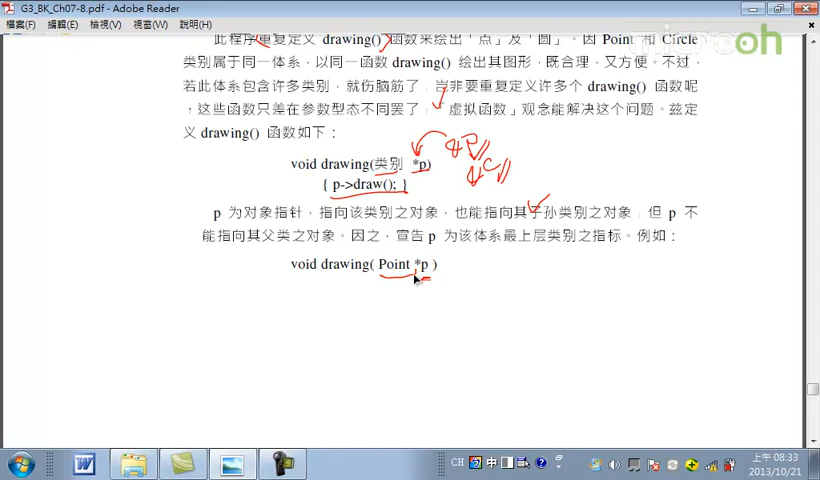 G3_BK_Ch07-8.pdf - Adobe Reader
檔案(F) 編輯(E) 檢視(V) 視窗(W) 說明(H)
microoh
此程序重复定义 drawing() 函数来绘出「点」及「圆」。因 Point 和 Circle
类别属于同一体系，以同一函数 drawing() 绘出其图形，既合理，又方便。不过，
若此体系包含许多类别，就伤脑筋了；岂非要重复定义许多个 drawing() 函数呢
，这些函数只差在参数型态不同罢了；「虚拟函数」观念能解决这个问题。兹定
义 drawing() 函数如下：
void drawing(类别 *p)
{ p->draw(); }
&P
&C
p 为对象指针，指向该类别之对象，也能指向其子孙类别之对象；但 p 不
能指向其父类之对象。因之，宣告 p 为该体系最上层类别之指标。例如：
void drawing( Point *p )
CH 中
上午 08:33
2013/10/21